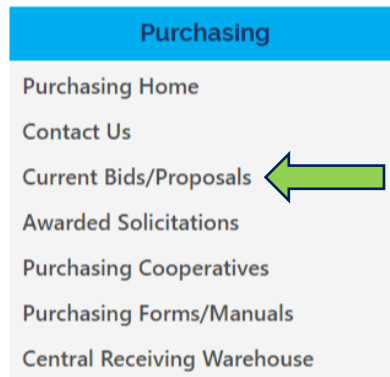 Purchasing
Purchasing Home
Contact Us
Current Bids/Proposals
Awarded Solicitations
Purchasing Cooperatives
Purchasing Forms/Manuals
Central Receiving Warehouse